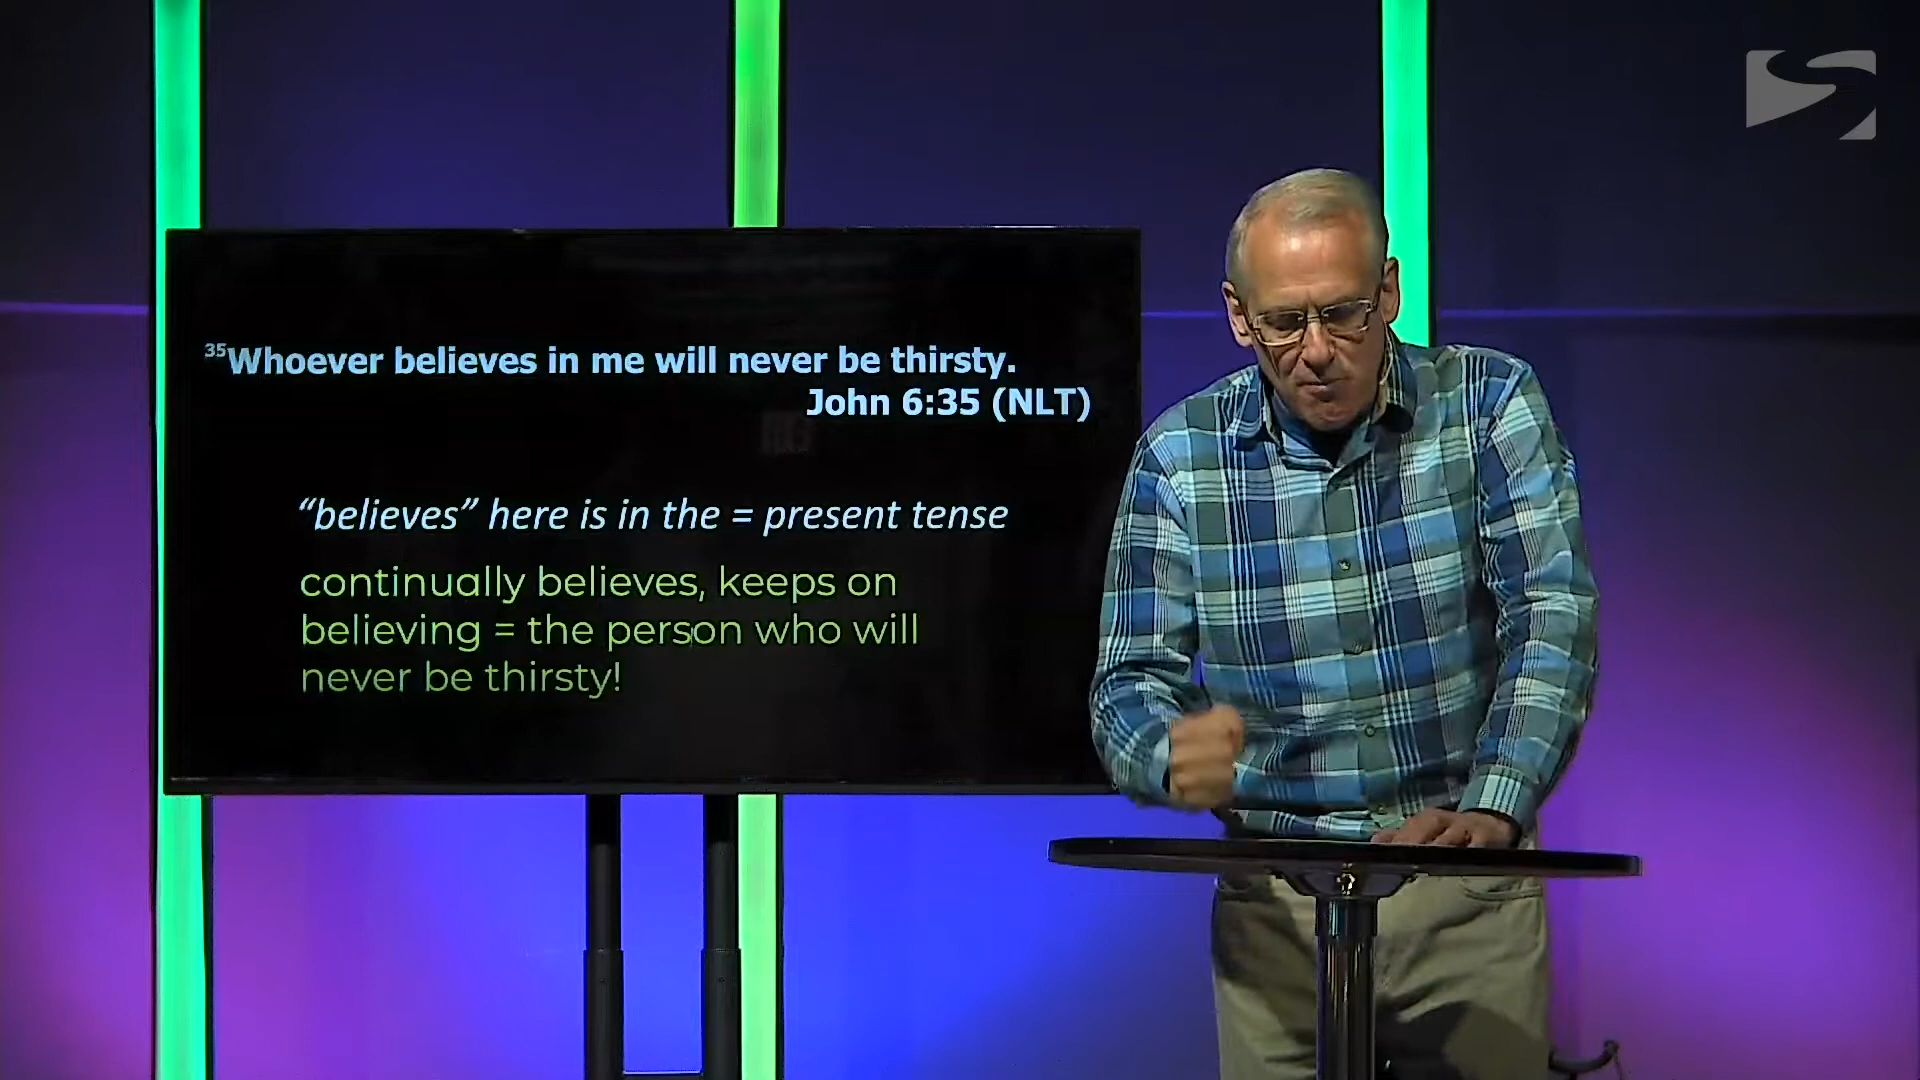 ³⁵Whoever believes in me will never be thirsty.
John 6:35 (NLT)
“believes” here is in the = present tense
continually believes, keeps on
believing = the person who will
never be thirsty!